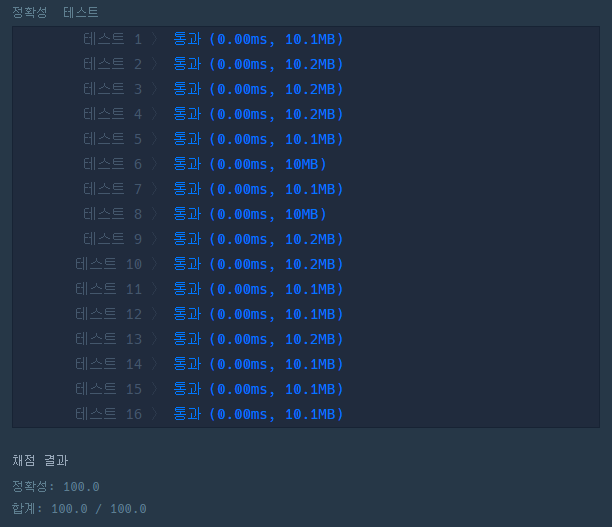 정확성  테스트
테스트 1 〉 통과 (0.00ms, 10.1MB)
테스트 2 〉 통과 (0.00ms, 10.2MB)
테스트 3 〉 통과 (0.00ms, 10.2MB)
테스트 4 〉 통과 (0.00ms, 10.2MB)
테스트 5 〉 통과 (0.00ms, 10.1MB)
테스트 6 〉 통과 (0.00ms, 10MB)
테스트 7 〉 통과 (0.00ms, 10.1MB)
테스트 8 〉 통과 (0.00ms, 10MB)
테스트 9 〉 통과 (0.00ms, 10.2MB)
테스트 10 〉 통과 (0.00ms, 10.2MB)
테스트 11 〉 통과 (0.00ms, 10.1MB)
테스트 12 〉 통과 (0.00ms, 10.1MB)
테스트 13 〉 통과 (0.00ms, 10.2MB)
테스트 14 〉 통과 (0.00ms, 10.1MB)
테스트 15 〉 통과 (0.00ms, 10.1MB)
테스트 16 〉 통과 (0.00ms, 10.1MB)
채점 결과
정확성: 100.0
합계: 100.0 / 100.0